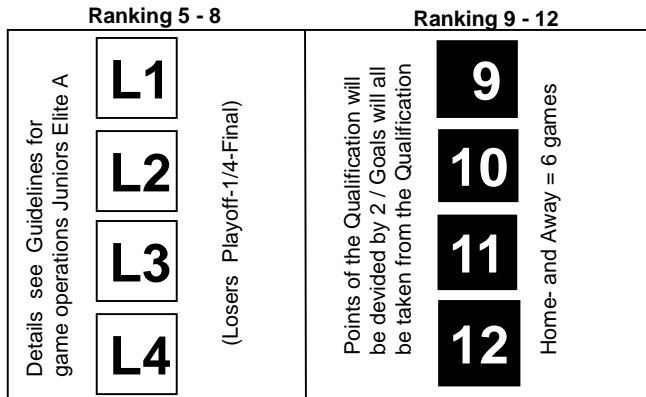 Ranking 5 - 8
Details see Guidelines for
game operations Juniors Elite A
L1
L2
L3
L4
(Losers Playoff-1/4-Final)
Ranking 9 - 12
Points of the Qualification will
be devided by 2 / Goals will all
be taken from the Qualification
9
10
11
12
Home- and Away = 6 games